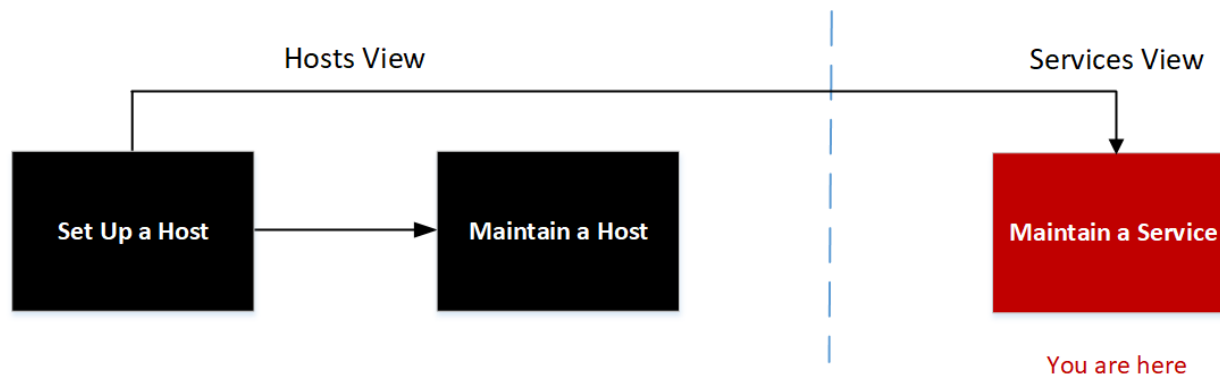 Hosts View
Services View
Set Up a Host
Maintain a Host
Maintain a Service
You are here